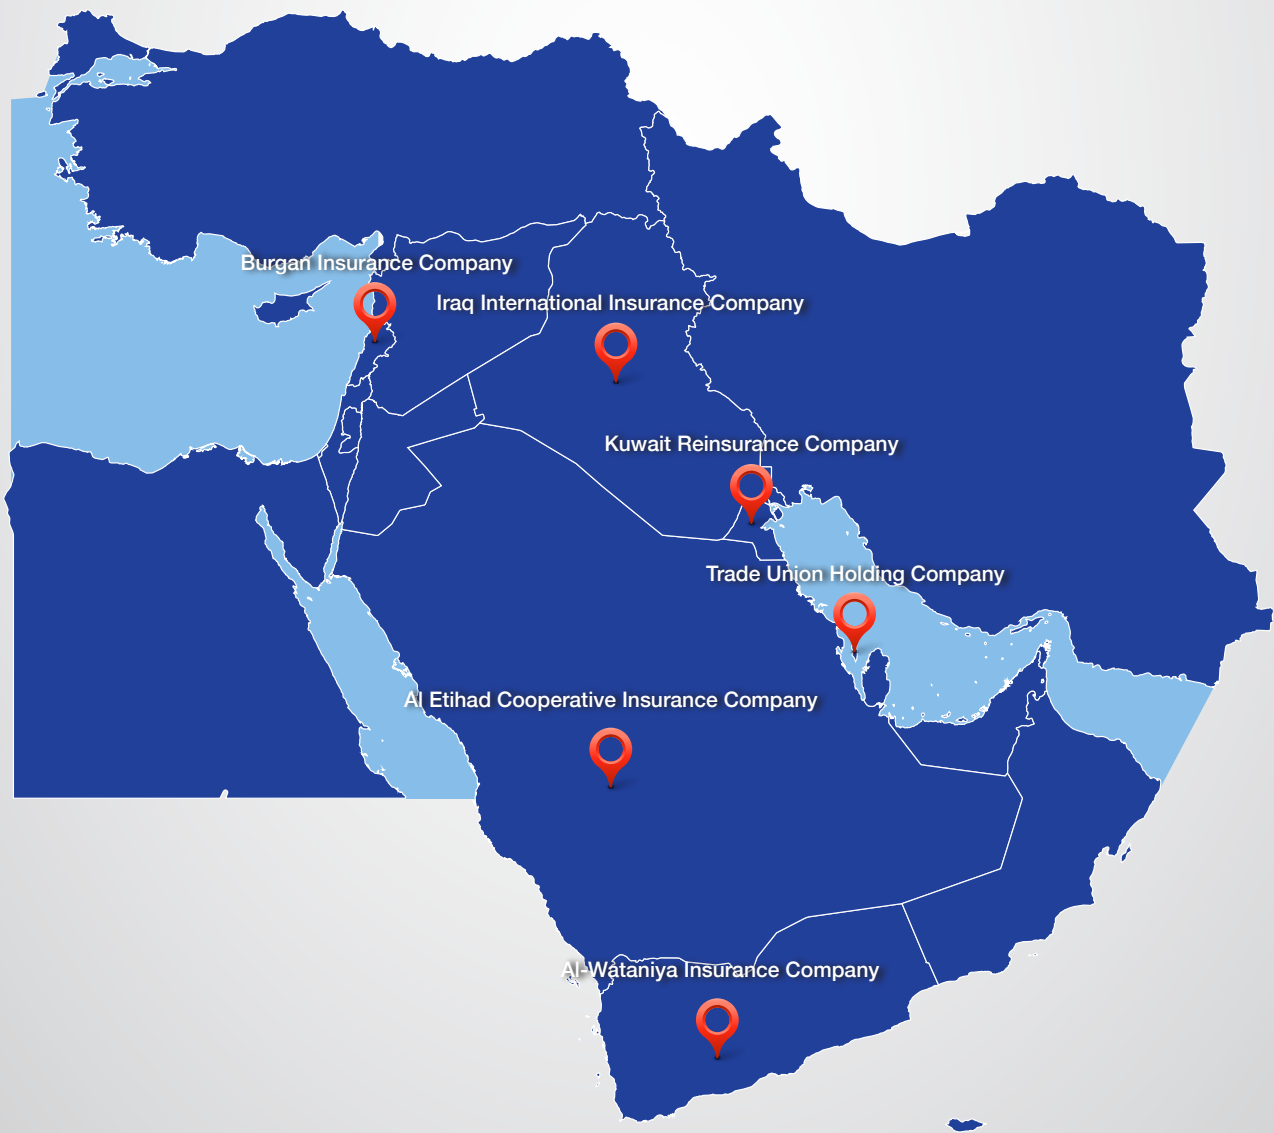 Burgan Insurance Company
Iraq International Insurance Company
Kuwait Reinsurance Company
Trade Union Holding Company
Al Etihad Cooperative Insurance Company
Al-Wataniya Insurance Company